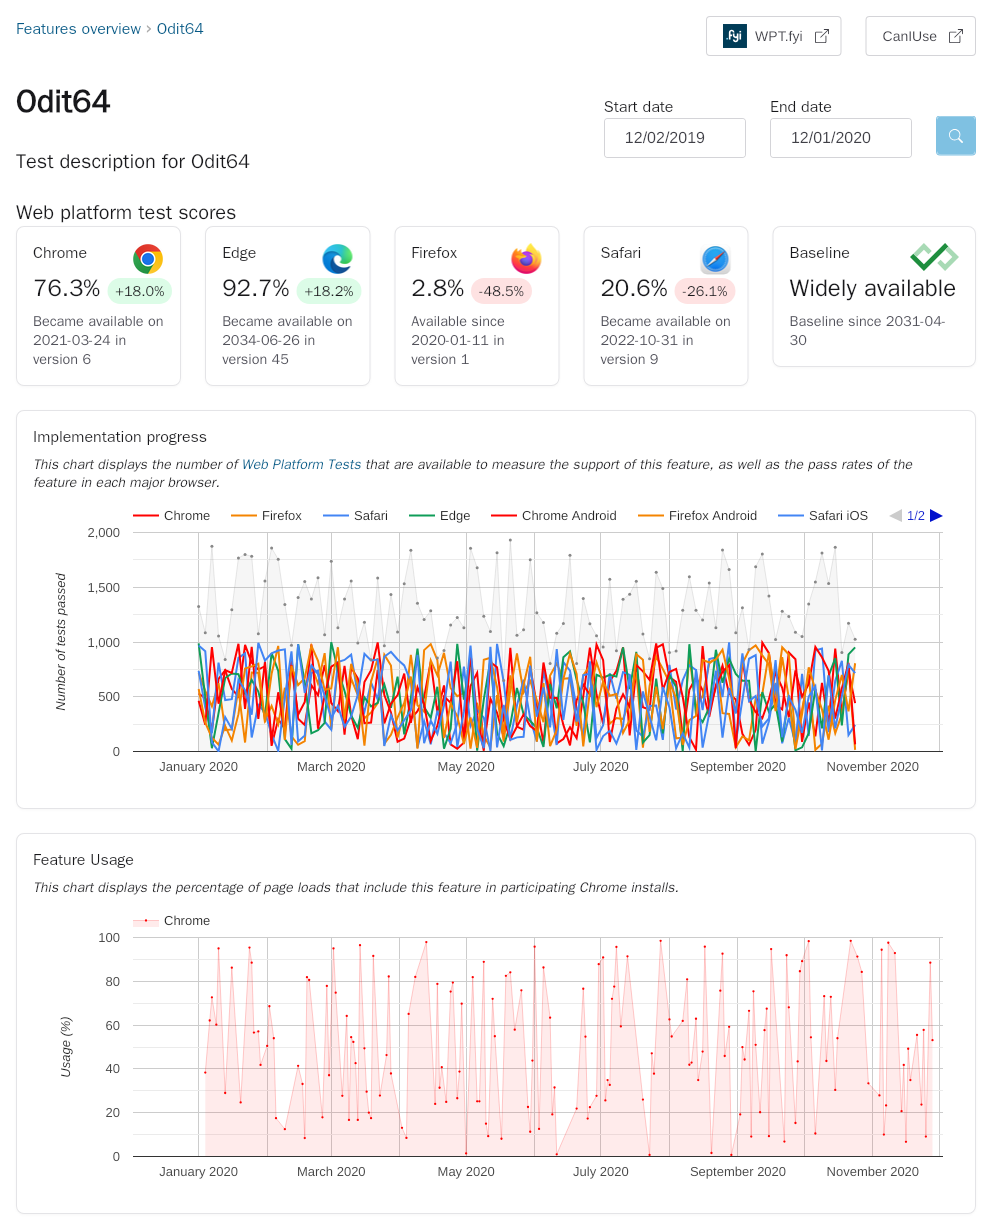 Features overview › Odit64
.fyi WPT.fyi
CanIUse
Odit64
Start date
End date
12/02/2019
12/01/2020
Test description for Odit64
Web platform test scores
Chrome
76.3% +18.0%
Became available on
2021-03-24 in
version 6
Edge
92.7% +18.2%
Became available on
2034-06-26 in
version 45
Firefox
2.8% -48.5%
Available since
2020-01-11 in
version 1
Safari
20.6% -26.1%
Became available on
2022-10-31 in
version 9
Baseline
Widely available
Baseline since 2031-04-
30
Implementation progress
This chart displays the number of Web Platform Tests that are available to measure the support of this feature, as well as the pass rates of the
feature in each major browser.
Chrome Firefox Safari Edge Chrome Android Firefox Android Safari iOS 1/2
Number of tests passed
2,000
1,500
1,000
500
0
January 2020 March 2020 May 2020 July 2020 September 2020 November 2020
Feature Usage
This chart displays the percentage of page loads that include this feature in participating Chrome installs.
Chrome
Usage (%)
100
80
60
40
20
0
January 2020 March 2020 May 2020 July 2020 September 2020 November 2020